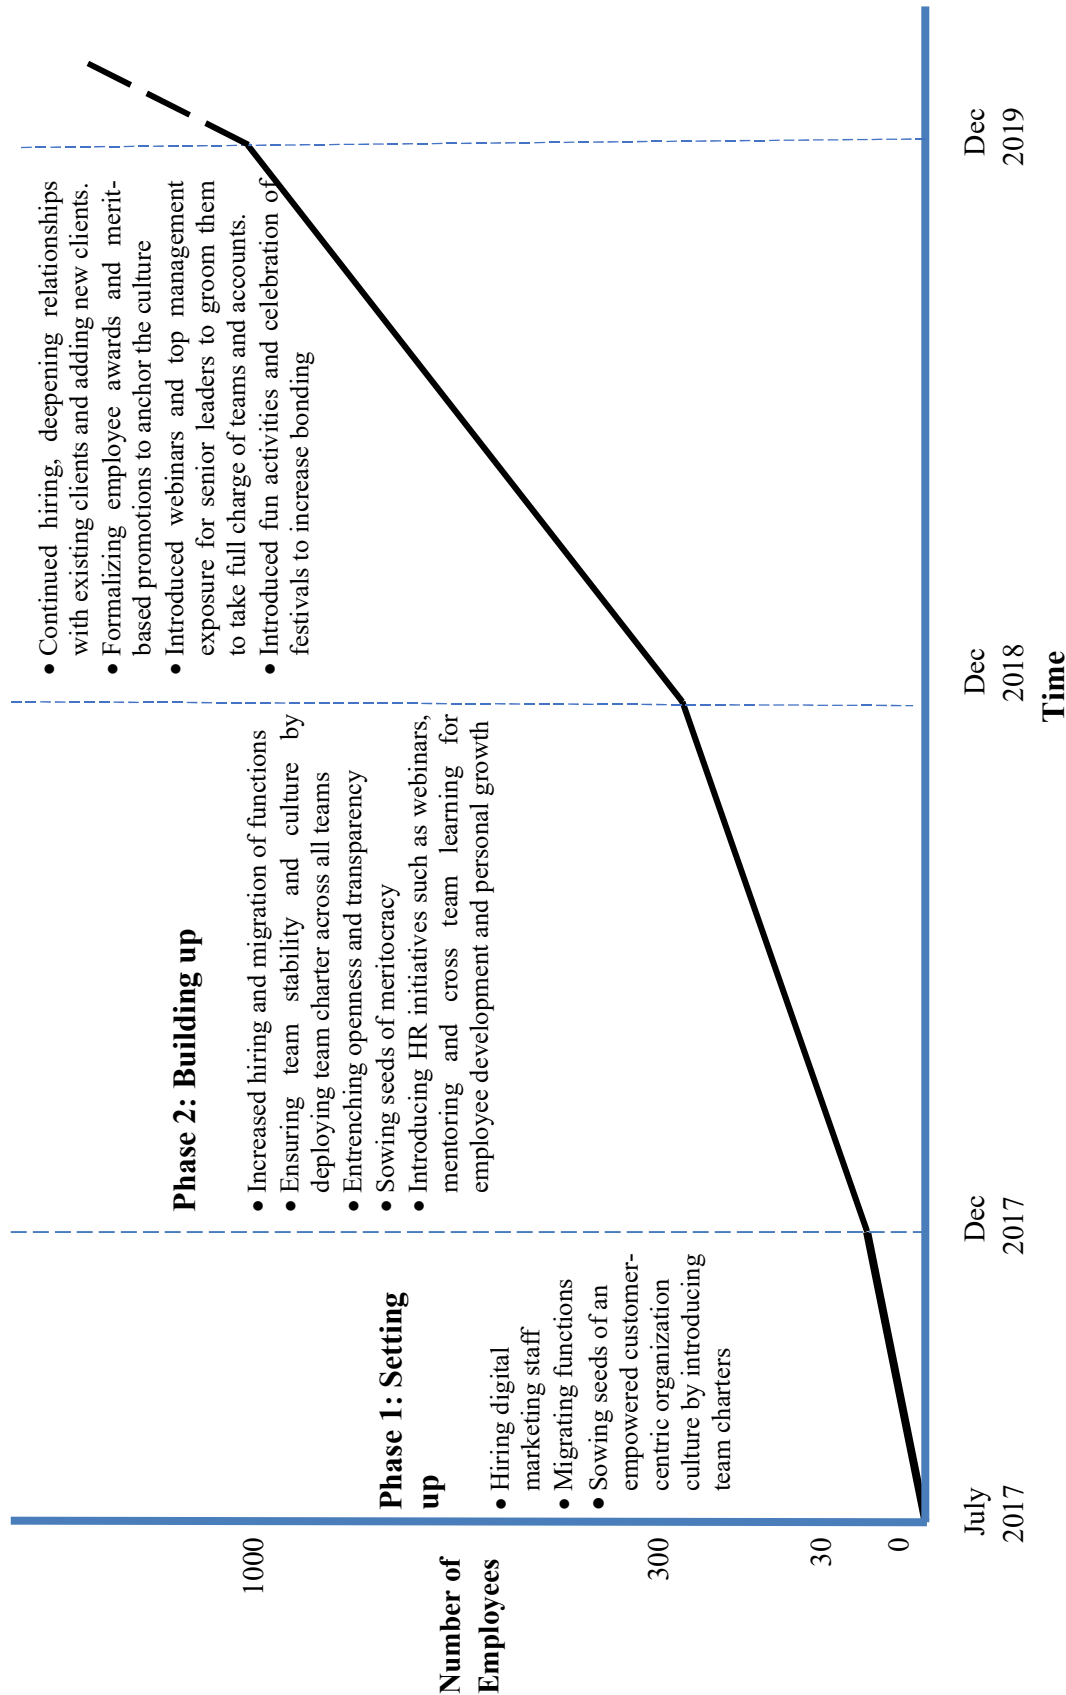 Number of
Employees
1000
300
30
0
Phase 1: Setting
up
• Hiring digital
marketing staff
• Migrating functions
• Sowing seeds of an
empowered customer-
centric organization
culture by introducing
team charters
Phase 2: Building up
• Increased hiring and migration of functions
• Ensuring team stability and culture by
deploying team charter across all teams
• Entrenching openness and transparency
• Sowing seeds of meritocracy
• Introducing HR initiatives such as webinars,
mentoring and cross team learning for
employee development and personal growth
• Continued hiring, deepening relationships
with existing clients and adding new clients.
• Formalizing employee awards and merit-
based promotions to anchor the culture
• Introduced webinars and top management
exposure for senior leaders to groom them
to take full charge of teams and accounts.
• Introduced fun activities and celebration of
festivals to increase bonding
July
2017
Dec
2017
Dec
2018
Dec
2019
Time